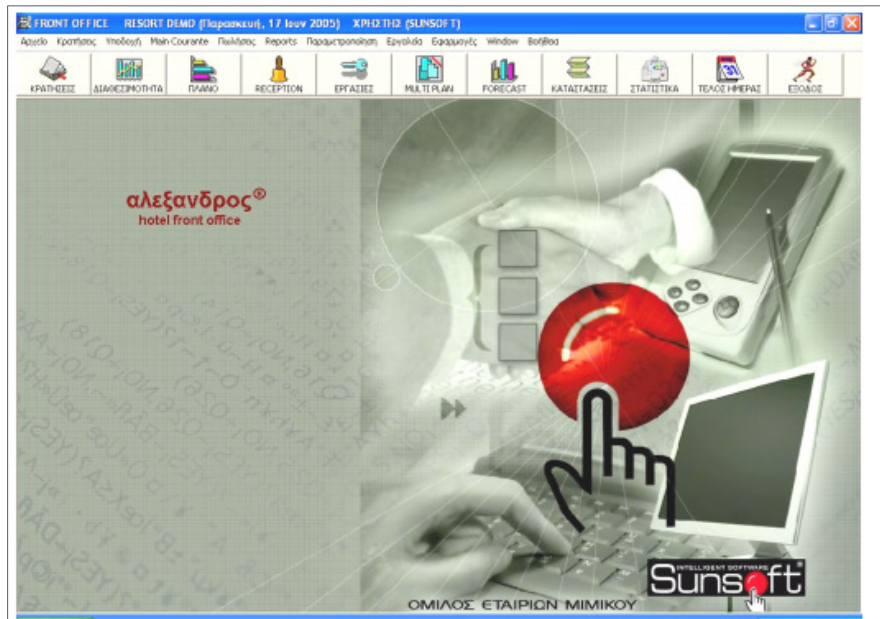 FRONT OFFICE RESORT DEMO (Παρασκευή, 17 Ιουν 2005) ΧΡΗΣΤΗΣ (SUNSOFT)
Αρχείο Κρατήσεις Υποδοχή Main Courante Πωλήσεις Reports Παραμετροποίηση Εργαλεία Εφαρμογές Window Βοήθεια
ΚΡΑΤΗΣΕΙΣ ΔΙΑΘΕΣΙΜΟΤΗΤΑ ΠΛΑΝΟ RECEPTION ΕΡΓΑΣΙΕΣ MULTI PLAN FORECAST ΚΑΤΑΣΤΑΣΕΙΣ ΣΤΑΤΙΣΤΙΚΑ ΤΕΛΟΣ ΗΜΕΡΑΣ ΕΞΟΔΟΣ
αλεξανδρος®
hotel front office
INTELLIGENT SOFTWARE
Sunsoft
ΟΜΙΛΟΣ ΕΤΑΙΡΙΩΝ ΜΙΜΙΚΟΥ